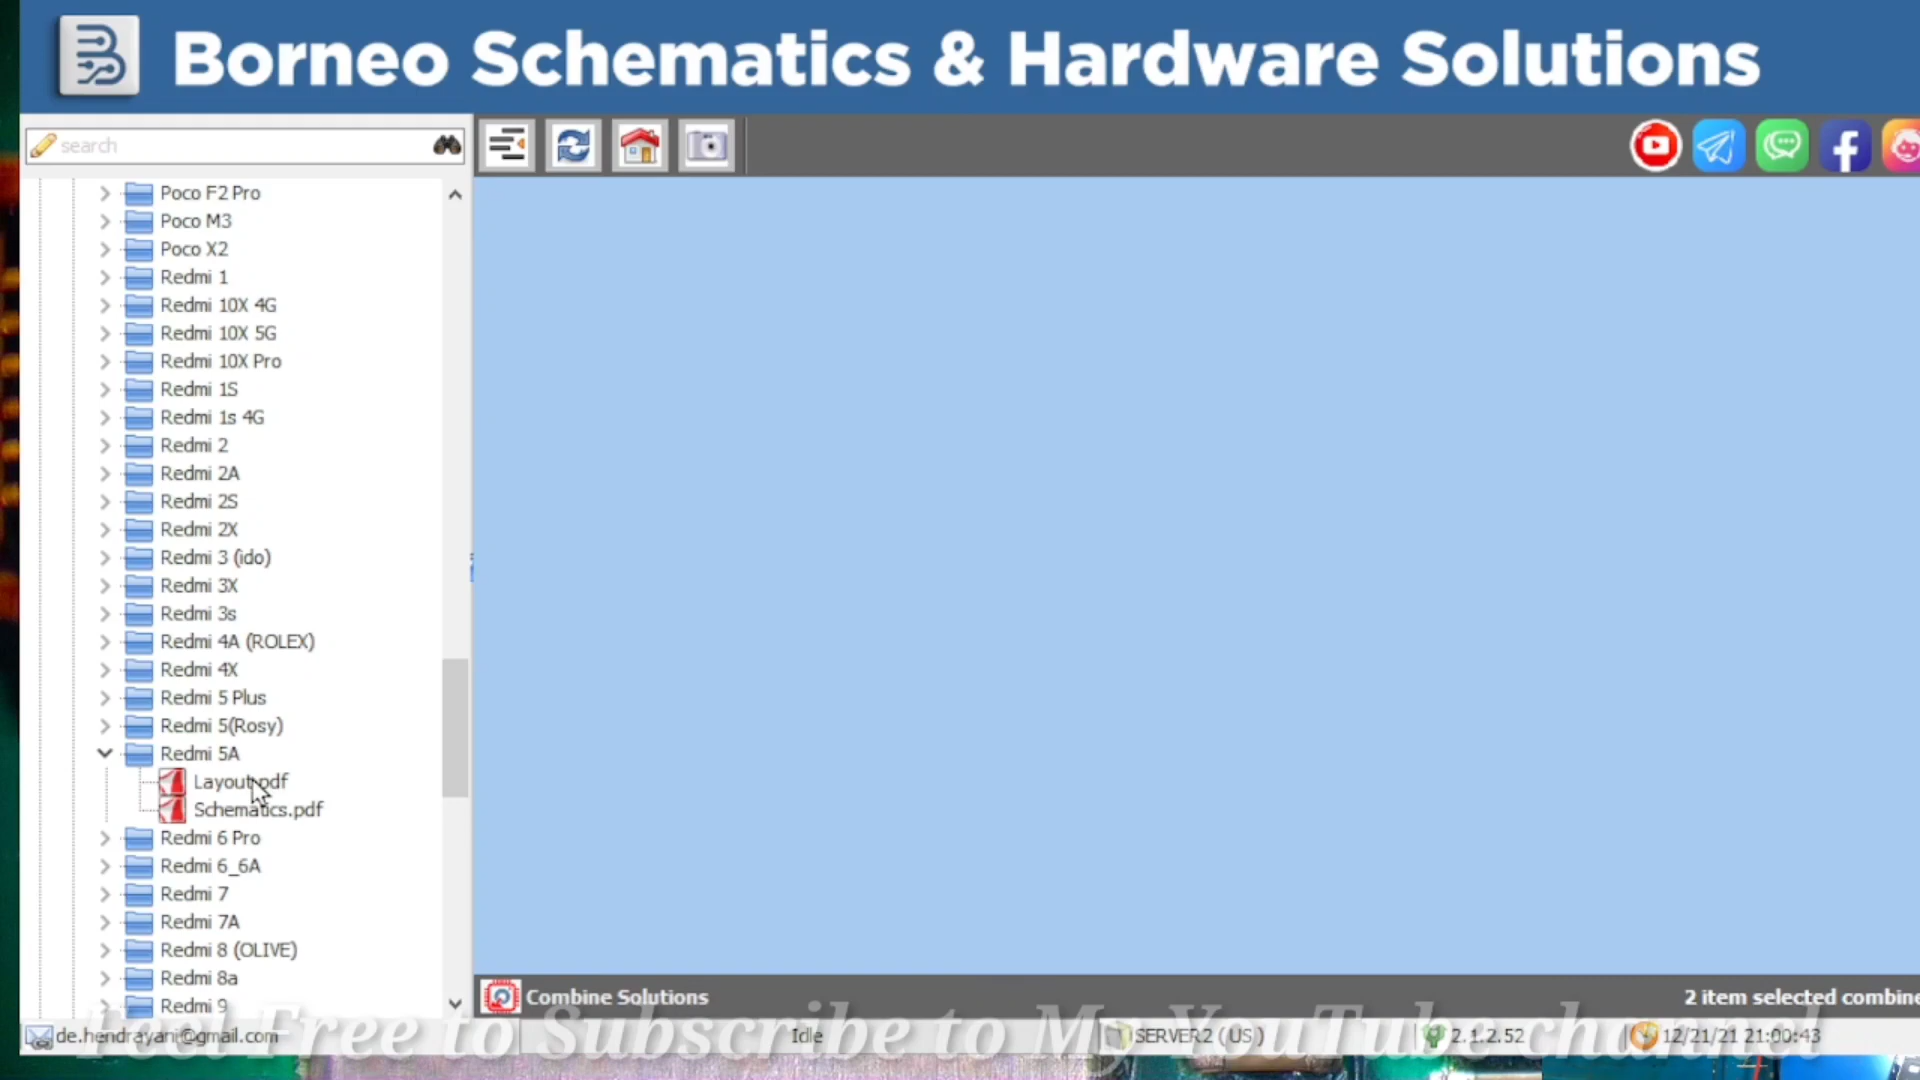 Borneo Schematics & Hardware Solutions
search
Poco F2 Pro
Poco M3
Poco X2
Redmi 1
Redmi 10X 4G
Redmi 10X 5G
Redmi 10X Pro
Redmi 1S
Redmi 1s 4G
Redmi 2
Redmi 2A
Redmi 2S
Redmi 2X
Redmi 3 (ido)
Redmi 3X
Redmi 3s
Redmi 4A (ROLEX)
Redmi 4X
Redmi 5 Plus
Redmi 5(Rosy)
Redmi 5A
Layout.pdf
Schematics.pdf
Redmi 6 Pro
Redmi 6_6A
Redmi 7
Redmi 7A
Redmi 8 (OLIVE)
Redmi 8a
Redmi 9
Combine Solutions
2 item selected combine
Feel Free to Subscribe to My YouTube channel
de.hendrayani@gmail.com
Idle
SERVER2 ( US )
2.1.2.52
12/21/21 21:00:43